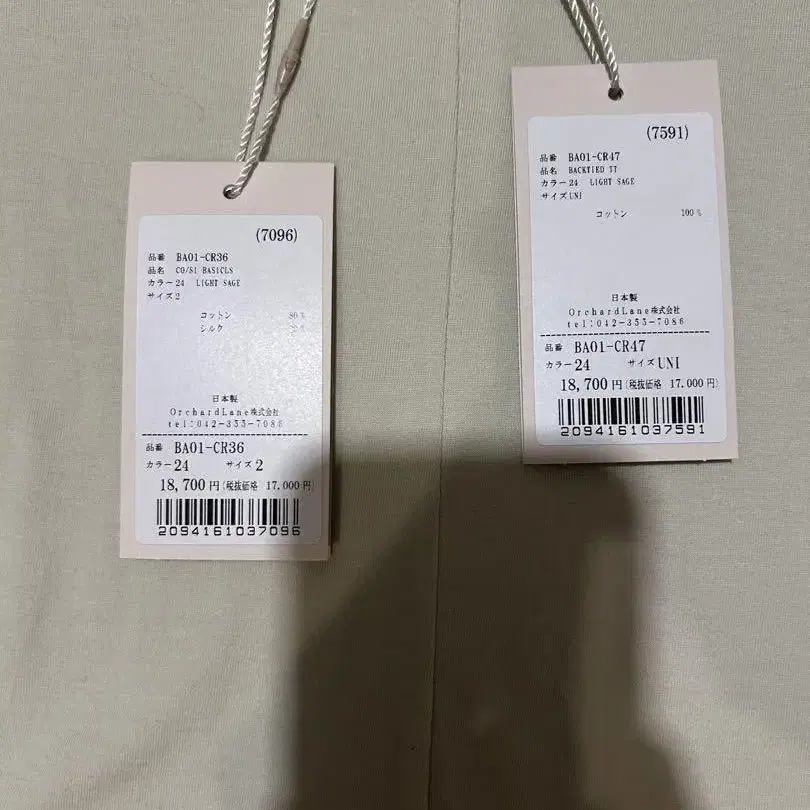 (7096)
品番 BA01-CR36
品名 CO/SI BASICLS
カラー 24 LIGHT SAGE
サイズ 2
コットン 80%
シルク
日本製
OrchardLane株式会社
tel:042-353-7086
品番 BA01-CR36
カラー 24 サイズ 2
18,700 円(税抜価格 17,000 円)
2094161037096
(7591)
品番 BA01-CR47
品名 BACKTIED TT
カラー 24 LIGHT SAGE
サイズ UNI
コットン 100%
日本製
OrchardLane株式会社
tel:042-353-7086
品番 BA01-CR47
カラー 24 サイズ UNI
18,700 円(税抜価格 17,000 円)
2094161037591